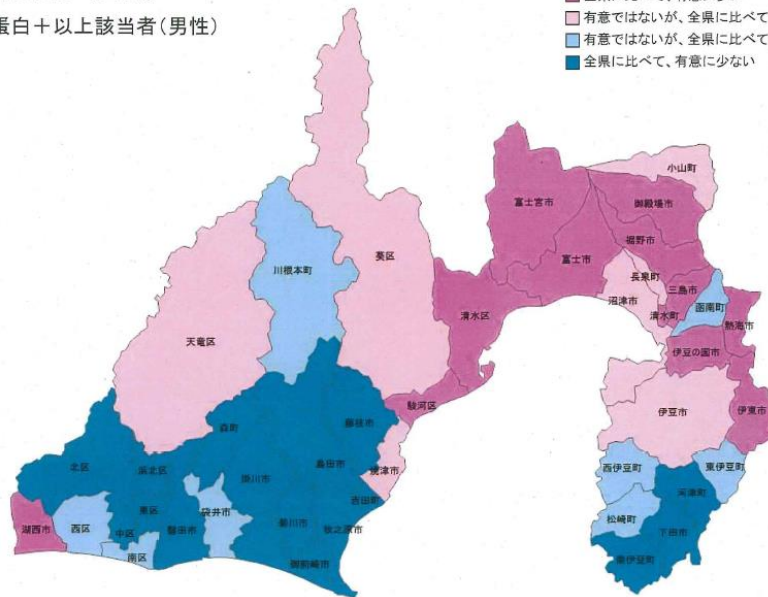 蛋白＋以上該当者(男性)
有意ではないが、全県に比べて
有意ではないが、全県に比べて
全県に比べて、有意に少ない
小山町
富士宮市
御殿場市
裾野市
葵区
富士市
長泉町
川根本町
三島市
沼津市
函南町
清水町
清水区
熱海市
天竜区
伊豆の国市
駿河区
伊豆市
伊東市
森町
藤枝市
島田市
焼津市
北区
浜北区
掛川市
西伊豆町
東伊豆町
吉田町
河津町
東区
袋井市
菊川市
牧之原市
松崎町
湖西市
西区
中区
磐田市
下田市
南区
御前崎市
南伊豆町